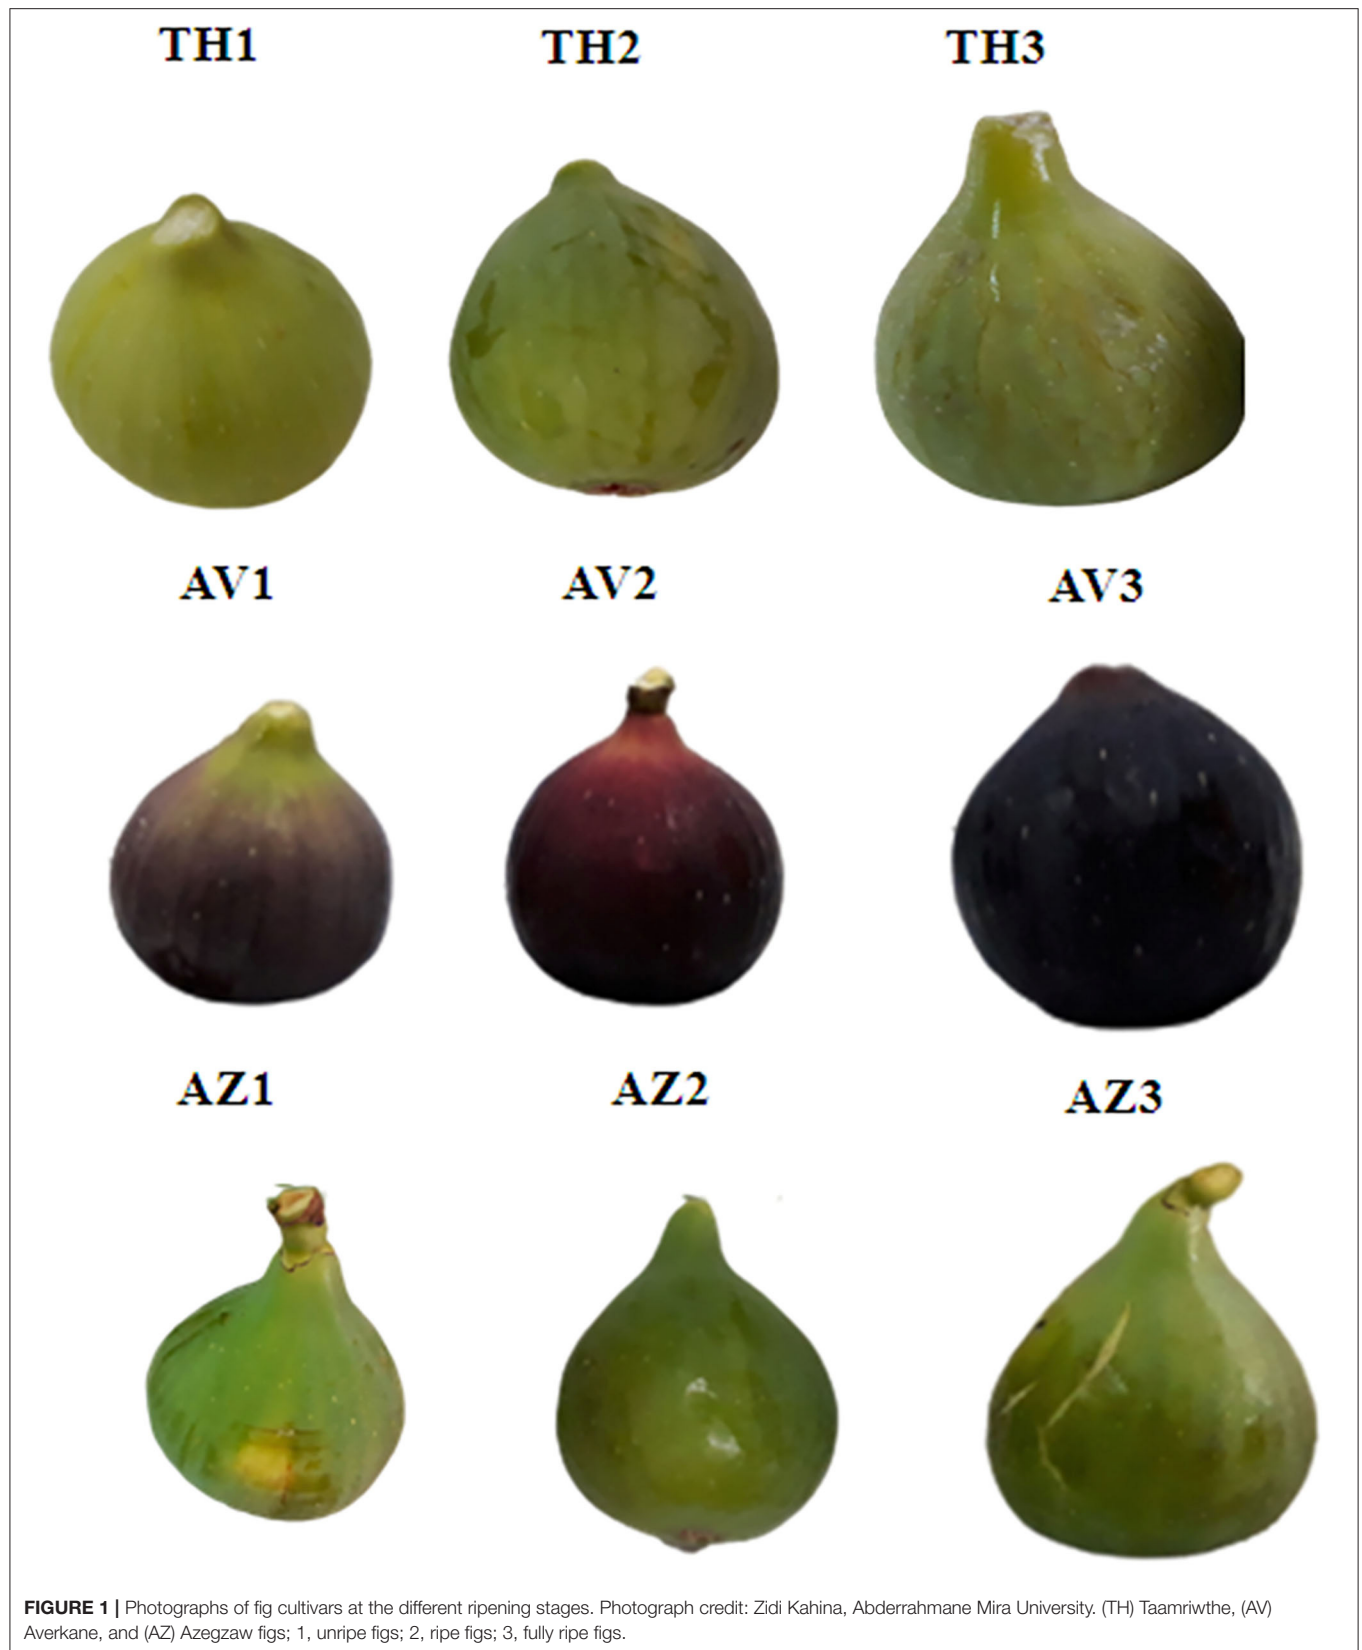 TH1 TH2 TH3
AV1 AV2 AV3
AZ1 AZ2 AZ3
FIGURE 1 | Photographs of fig cultivars at the different ripening stages. Photograph credit: Zidi Kahina, Abderrahmane Mira University. (TH) Taamriwthe, (AV)
Averkane, and (AZ) Azegzaw figs; 1, unripe figs; 2, ripe figs; 3, fully ripe figs.